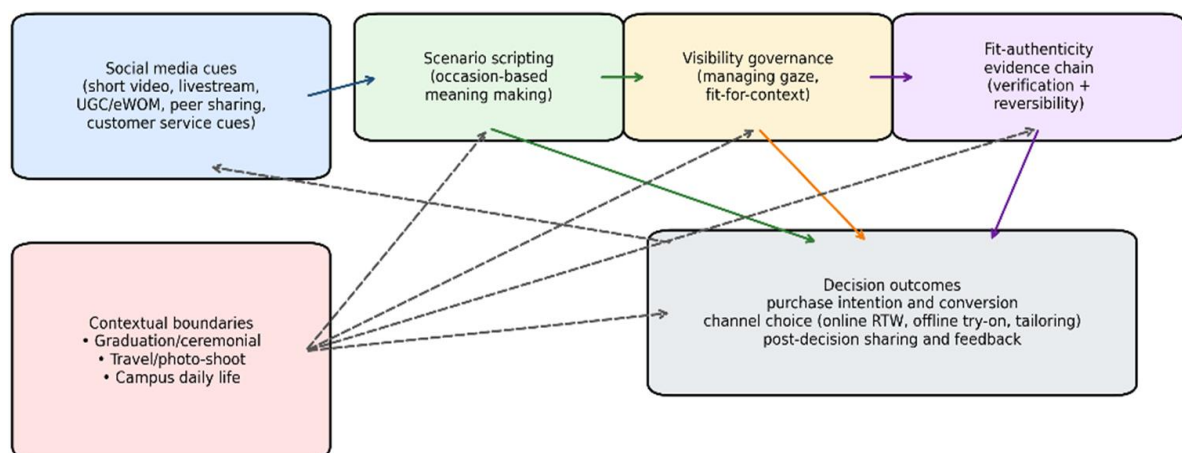 Social media cues
(short video, livestream,
UGC/eWOM, peer sharing,
customer service cues)
Scenario scripting
(occasion-based
meaning making)
Visibility governance
(managing gaze,
fit-for-context)
Fit-authenticity
evidence chain
(verification +
reversibility)
Contextual boundaries
• Graduation/ceremonial
• Travel/photo-shoot
• Campus daily life
Decision outcomes
purchase intention and conversion
channel choice (online RTW, offline try-on, tailoring)
post-decision sharing and feedback